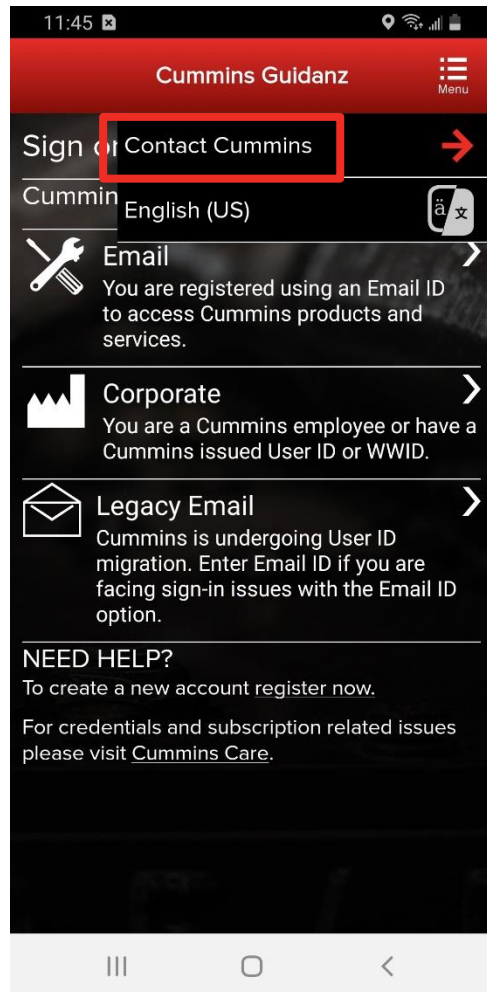 11:45
Cummins Guidanz
Menu
Sign
Contact Cummins
Cummin
English (US)
ä 文
Email
You are registered using an Email ID
to access Cummins products and
services.
Corporate
You are a Cummins employee or have a
Cummins issued User ID or WWID.
Legacy Email
Cummins is undergoing User ID
migration. Enter Email ID if you are
facing sign-in issues with the Email ID
option.
NEED HELP?
To create a new account register now.
For credentials and subscription related issues
please visit Cummins Care.